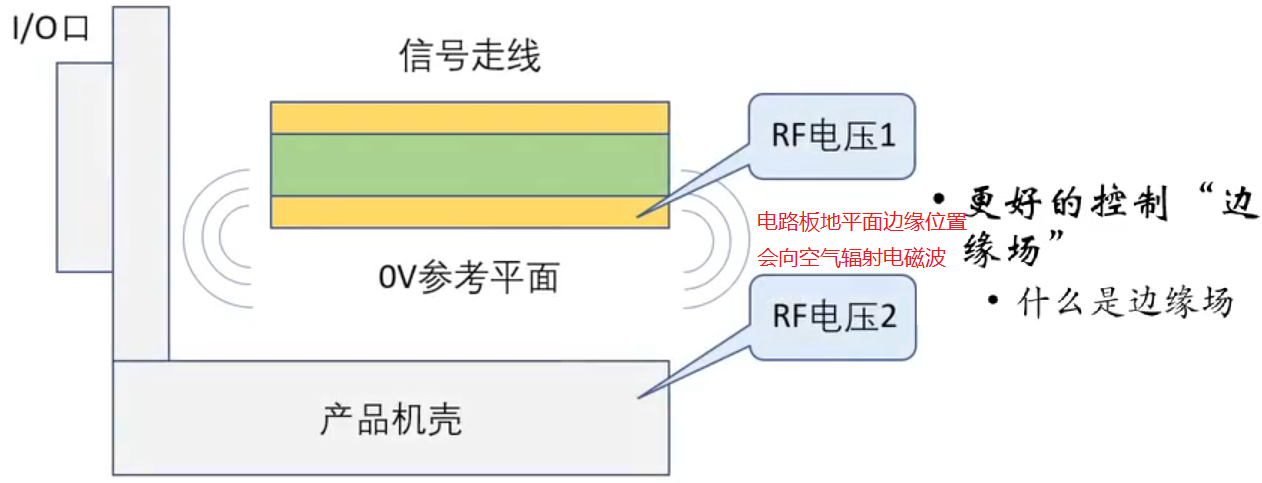 I/O口
信号走线
RF电压1
电路板地平面边缘位置
会向空气辐射电磁波
0V参考平面
RF电压2
产品机壳
• 更好的控制“边
缘场”
• 什么是边缘场